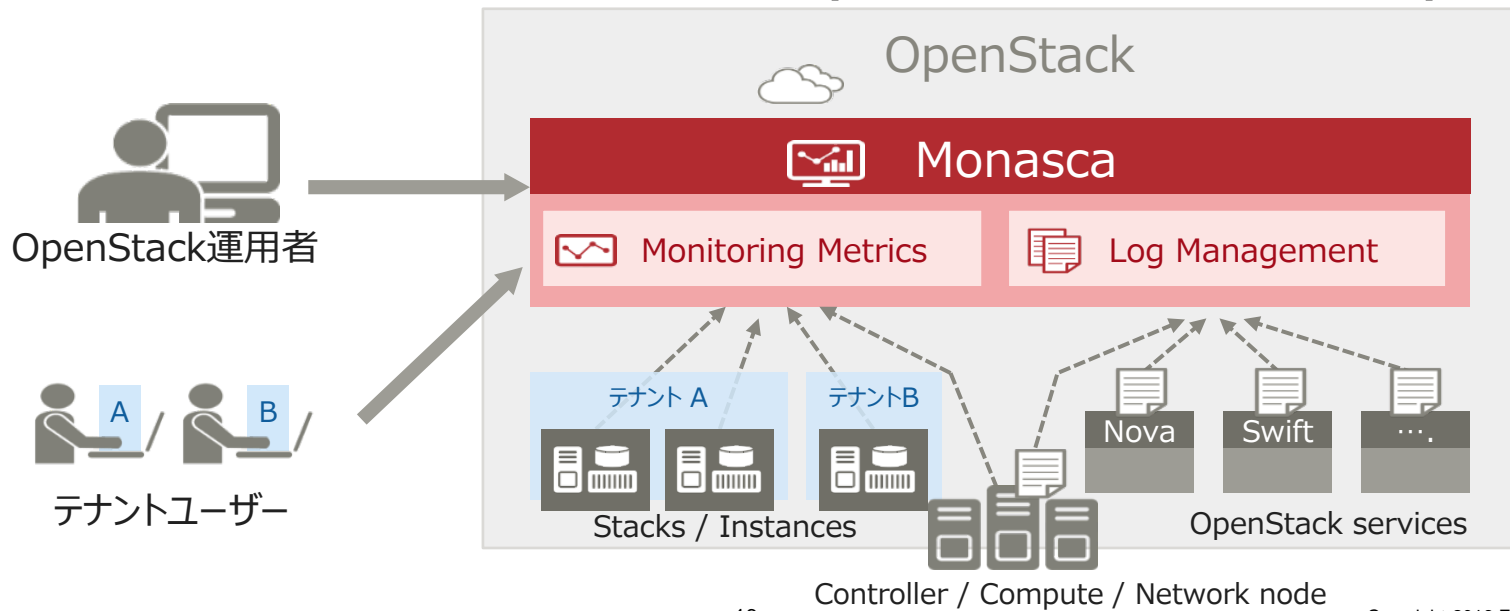 OpenStack
Monasca
Monitoring Metrics
Log Management
OpenStack運用者
A
B
テナントユーザー
テナント A
テナントB
Nova
Swift
….
Stacks / Instances
OpenStack services
Controller / Compute / Network node